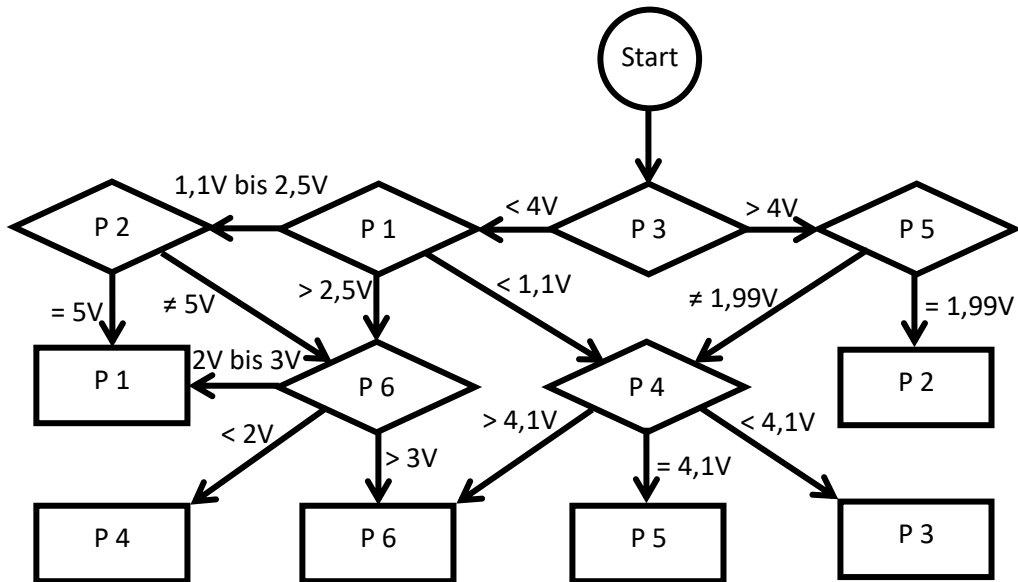 Start
1,1V bis 2,5V
< 4V
> 4V
P 2
P 1
P 3
P 5
= 5V
≠ 5V
> 2,5V
< 1,1V
≠ 1,99V
= 1,99V
2V bis 3V
P 1
P 6
P 4
P 2
< 2V
> 3V
> 4,1V
= 4,1V
< 4,1V
P 4
P 6
P 5
P 3